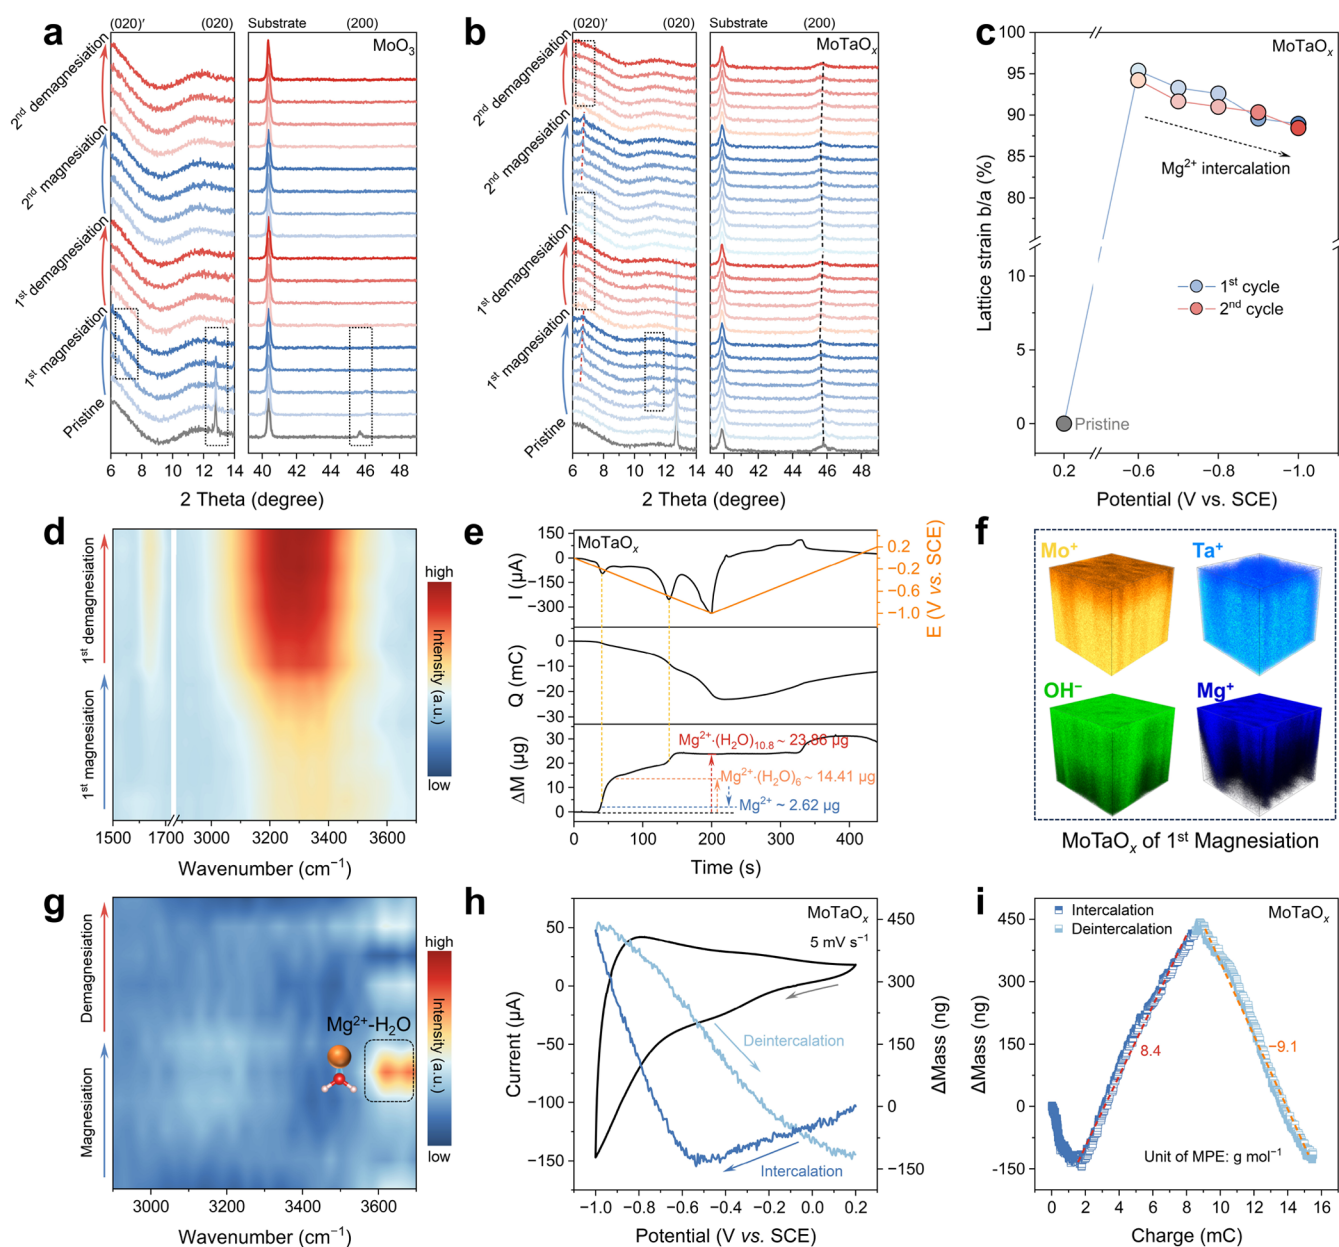 a
(020)′ (020) Substrate (200)
MoO3
2nd demagnesiation
2nd magnesiation
1st demagnesiation
1st magnesiation
Pristine
6 8 10 12 14 40 42 44 46 48
2 Theta (degree)
b
(020)′ (020) Substrate (200)
MoTaOx
2nd demagnesiation
2nd magnesiation
1st demagnesiation
1st magnesiation
Pristine
6 8 10 12 14 40 42 44 46 48
2 Theta (degree)
c
MoTaOx
Lattice strain b/a (%)
100
95
90
85
80
10
5
0
Mg2+ intercalation
1st cycle
2nd cycle
Pristine
0.2 −0.6 −0.8 −1.0
Potential (V vs. SCE)
d
1st demagnesiation
1st magnesiation
high
Intensity (a.u.)
low
1500 1700 3000 3200 3400 3600
Wavenumber (cm−1)
e
MoTaOx
I (μA)
150
0
−150
−300
E (V vs. SCE)
0.2
−0.2
−0.6
−1.0
Q (mC)
0
−10
−20
−30
ΔM (μg)
30
20
10
0
Mg2+·(H2O)10.8 ~ 23.86 μg
Mg2+·(H2O)6 ~ 14.41 μg
Mg2+ ~ 2.62 μg
0 100 200 300 400
Time (s)
f
Mo+ Ta+
OH− Mg+
MoTaOx of 1st Magnesiation
g
Demagnesiation
Magnesiation
Mg2+-H2O
high
Intensity (a.u.)
low
3000 3200 3400 3600
Wavenumber (cm−1)
h
MoTaOx
5 mV s−1
Current (μA)
50
0
−50
−100
−150
ΔMass (ng)
450
300
150
0
−150
Deintercalation
Intercalation
−1.0 −0.8 −0.6 −0.4 −0.2 0.0 0.2
Potential (V vs. SCE)
i
Intercalation
Deintercalation
MoTaOx
ΔMass (ng)
450
300
150
0
-150
8.4
−9.1
Unit of MPE: g mol−1
0 2 4 6 8 10 12 14 16
Charge (mC)